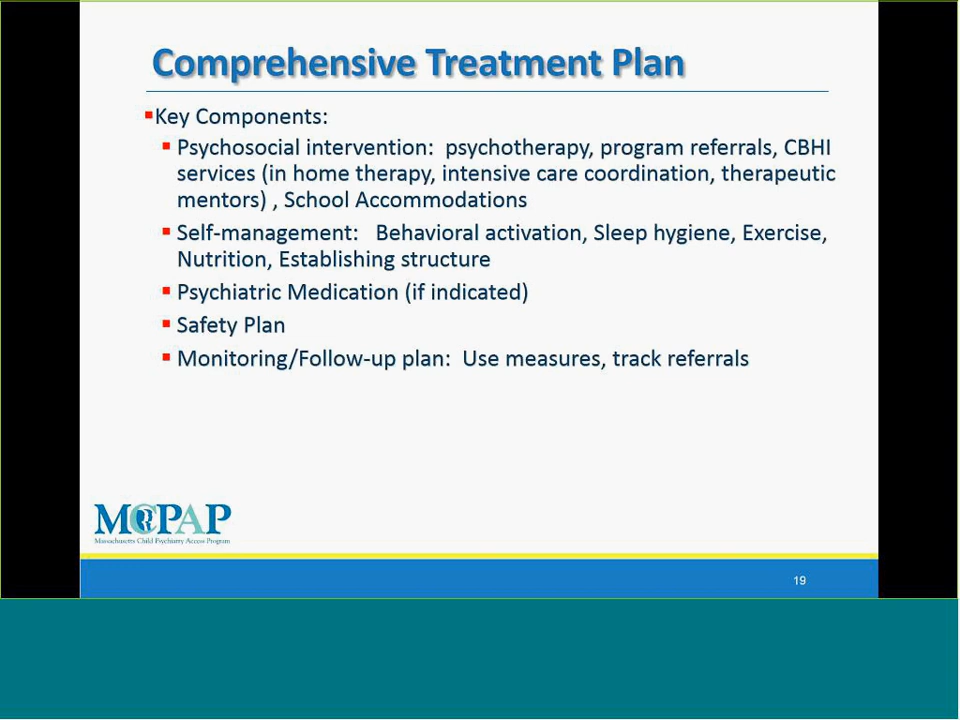 Comprehensive Treatment Plan
Key Components:
Psychosocial intervention: psychotherapy, program referrals, CBHI
services (in home therapy, intensive care coordination, therapeutic
mentors) , School Accommodations
Self-management: Behavioral activation, Sleep hygiene, Exercise,
Nutrition, Establishing structure
Psychiatric Medication (if indicated)
Safety Plan
Monitoring/Follow-up plan: Use measures, track referrals
MCPAP
Massachusetts Child Psychiatry Access Program
19